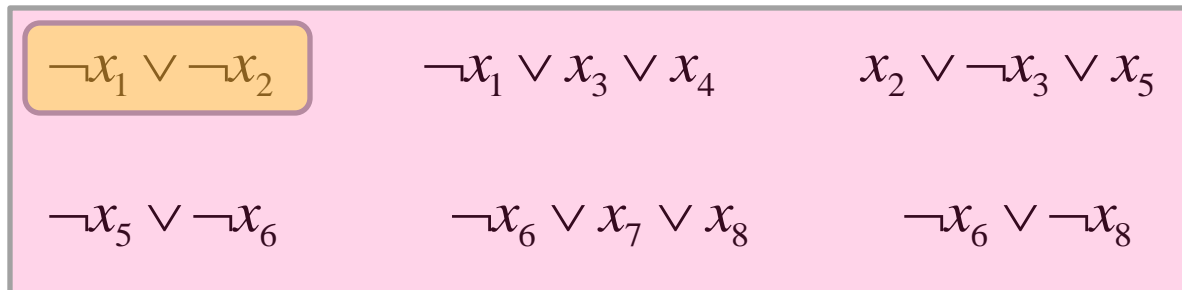 ¬x₁ ∨ ¬x₂ ¬x₁ ∨ x₃ ∨ x₄ x₂ ∨ ¬x₃ ∨ x₅
¬x₅ ∨ ¬x₆ ¬x₆ ∨ x₇ ∨ x₈ ¬x₆ ∨ ¬x₈